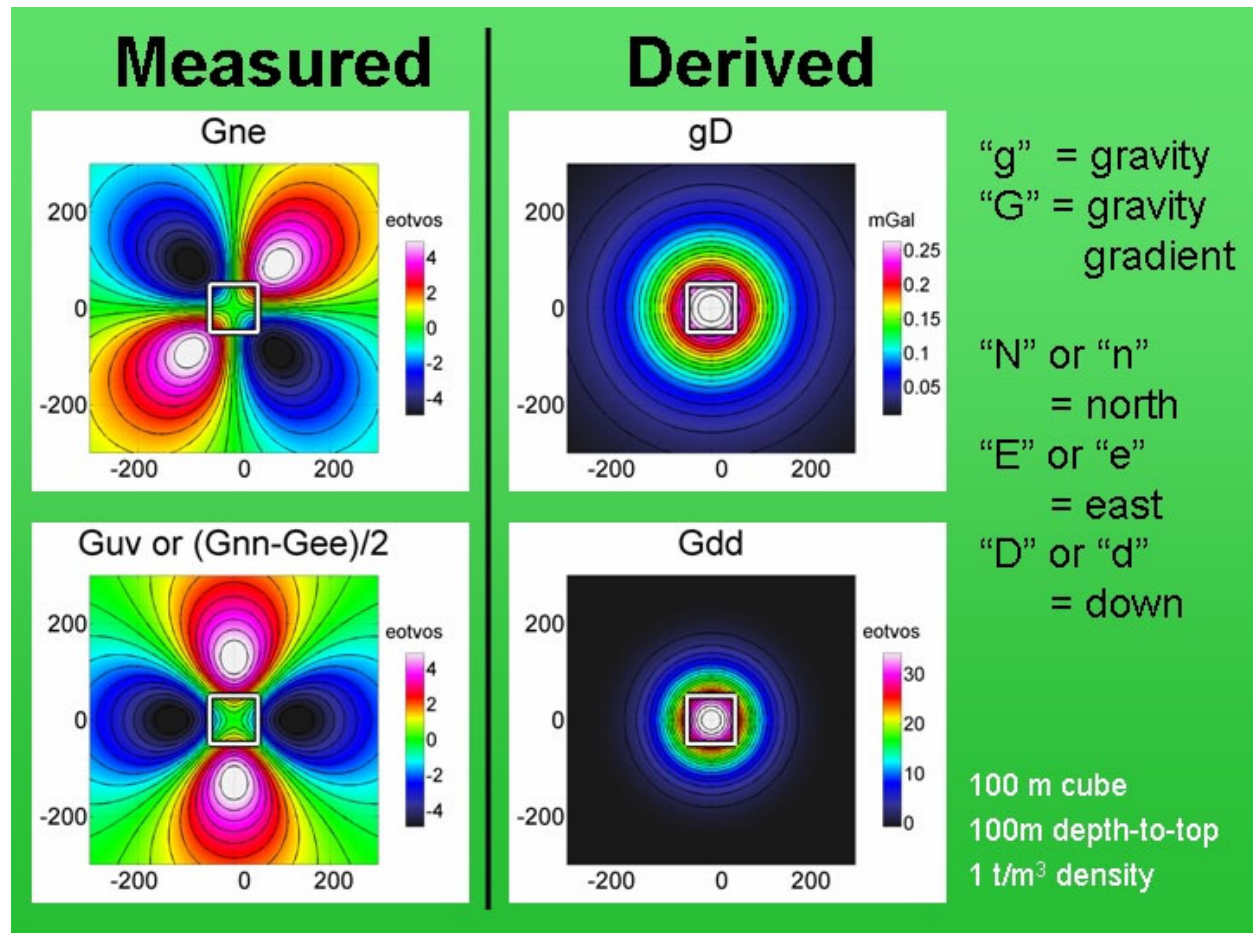 Measured
Derived
Gne
200
0
-200
-200 0 200
eotvos
4
2
0
-2
-4
gD
200
0
-200
-200 0 200
mGal
0.25
0.2
0.15
0.1
0.05
Guv or (Gnn-Gee)/2
200
0
-200
-200 0 200
eotvos
4
2
0
-2
-4
Gdd
200
0
-200
-200 0 200
eotvos
30
20
10
0
“g” = gravity
“G” = gravity
gradient
“N” or “n”
= north
“E” or “e”
= east
“D” or “d”
= down
100 m cube
100m depth-to-top
1 t/m³ density